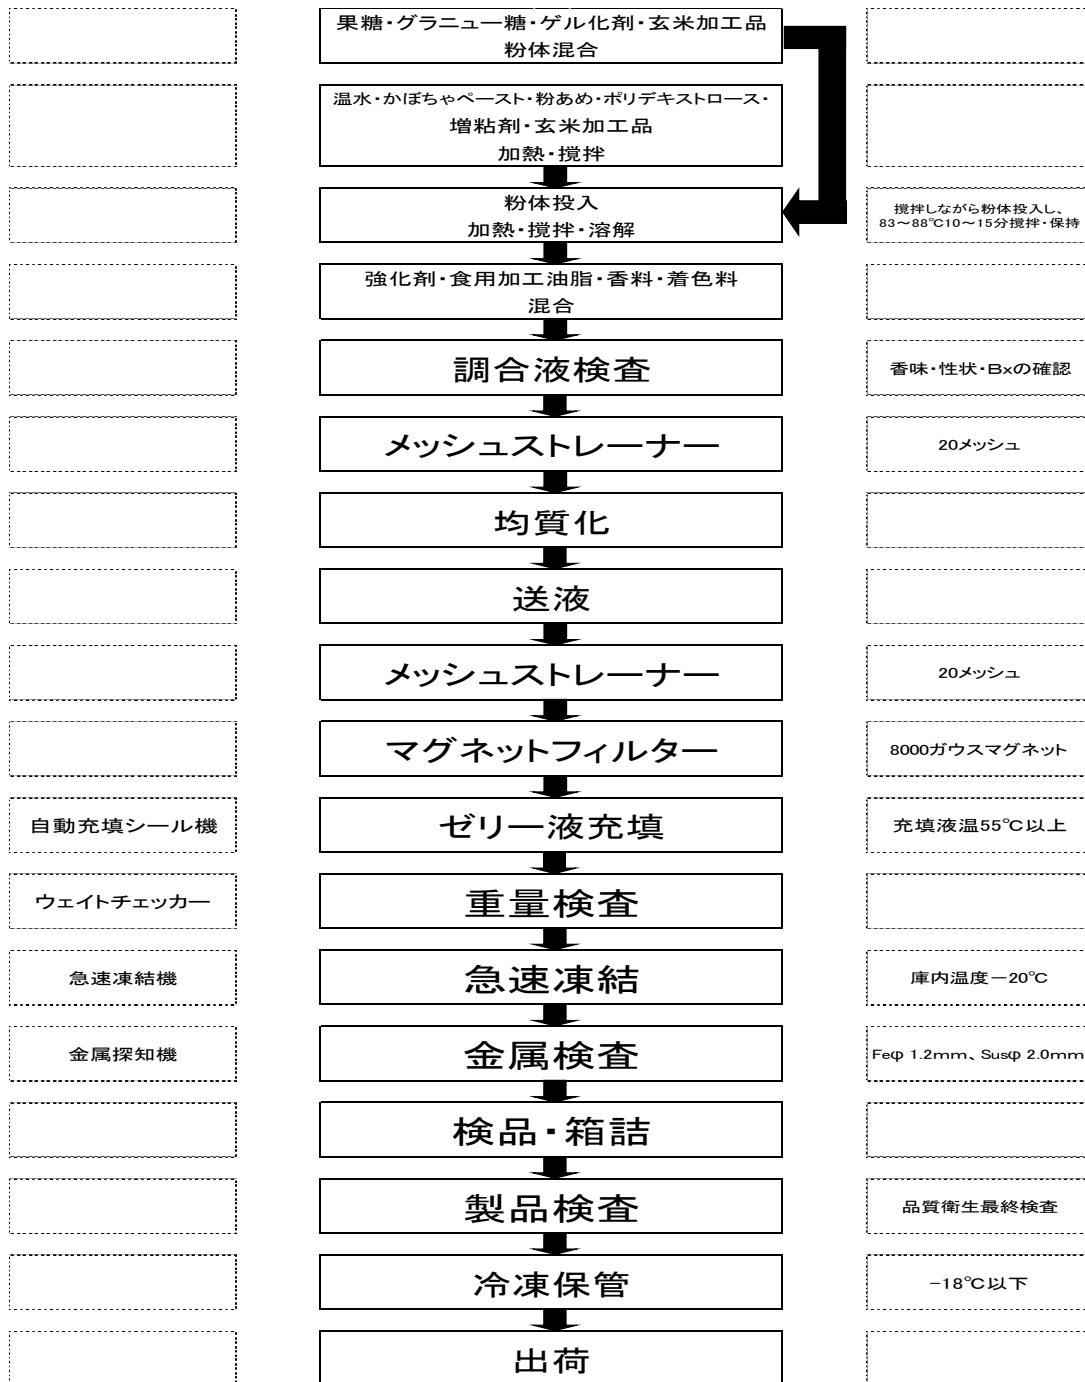 果糖・グラニュー糖・ゲル化剤・玄米加工品
粉体混合
温水・かぼちゃペースト・粉あめ・ポリデキストロース・
増粘剤・玄米加工品
加熱・撹拌
粉体投入
加熱・撹拌・溶解
撹拌しながら粉体投入し、
83～88℃10～15分撹拌・保持
強化剤・食用加工油脂・香料・着色料
混合
調合液検査
香味・性状・Bxの確認
メッシュストレーナー
20メッシュ
均質化
送液
メッシュストレーナー
20メッシュ
マグネットフィルター
8000ガウスマグネット
自動充填シール機
ゼリー液充填
充填液温55℃以上
ウェイトチェッカー
重量検査
急速凍結機
急速凍結
庫内温度－20℃
金属探知機
金属検査
Feφ 1.2mm、Susφ 2.0mm
検品・箱詰
製品検査
品質衛生最終検査
冷凍保管
-18℃以下
出荷